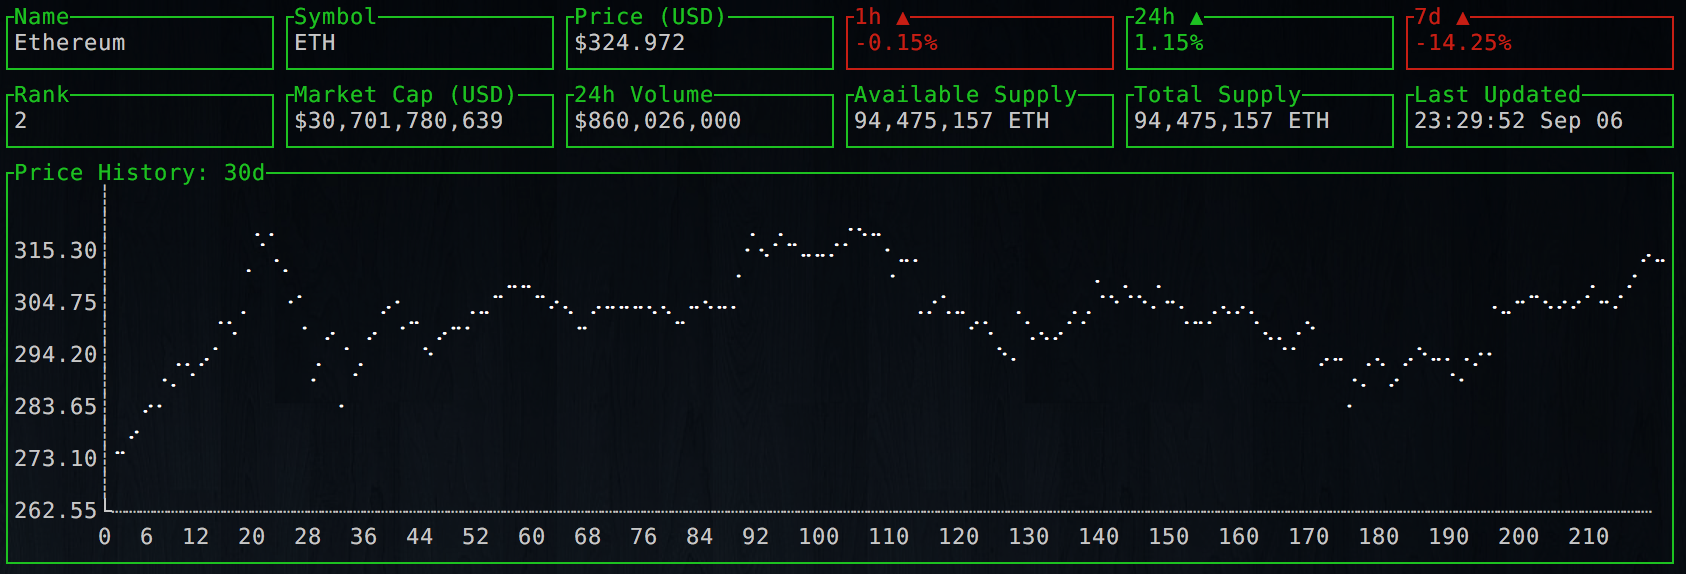 Name Symbol Price (USD) 1h ▲ 24h ▲ 7d ▲
Ethereum ETH $324.972 -0.15% 1.15% -14.25%
Rank Market Cap (USD) 24h Volume Available Supply Total Supply Last Updated
2 $30,701,780,639 $860,026,000 94,475,157 ETH 94,475,157 ETH 23:29:52 Sep 06
Price History: 30d
315.30
304.75
294.20
283.65
273.10
262.55
0 6 12 20 28 36 44 52 60 68 76 84 92 100 110 120 130 140 150 160 170 180 190 200 210